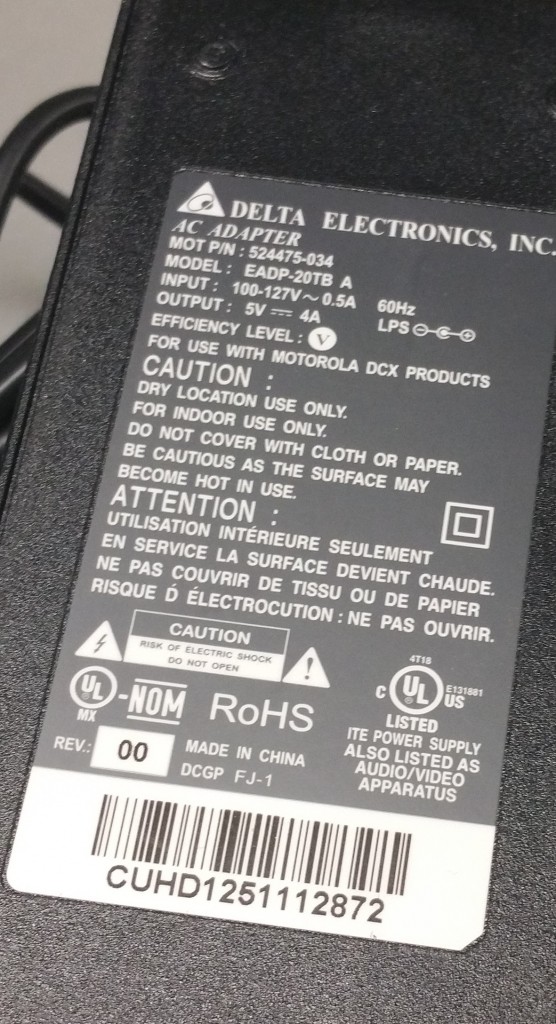 DELTA ELECTRONICS, INC.
AC ADAPTER
MOT P/N : 524475-034
MODEL : EADP-20TB A
INPUT : 100-127V~ 0.5A 60Hz
OUTPUT : 5V ⎓ 4A LPS
EFFICIENCY LEVEL : V
FOR USE WITH MOTOROLA DCX PRODUCTS
CAUTION :
DRY LOCATION USE ONLY.
FOR INDOOR USE ONLY.
DO NOT COVER WITH CLOTH OR PAPER.
BE CAUTIOUS AS THE SURFACE MAY
BECOME HOT IN USE.
ATTENTION :
UTILISATION INTÉRIEURE SEULEMENT
EN SERVICE LA SURFACE DEVIENT CHAUDE.
NE PAS COUVRIR DE TISSU OU DE PAPIER
RISQUE D́ ÉLECTROCUTION : NE PAS OUVRIR.
CAUTION
RISK OF ELECTRIC SHOCK
DO NOT OPEN
UL MX -NOM RoHS
4T18
C UL US E131881
LISTED
ITE POWER SUPPLY
ALSO LISTED AS
AUDIO/VIDEO
APPARATUS
REV.: 00 MADE IN CHINA
DCGP FJ-1
CUHD1251112872